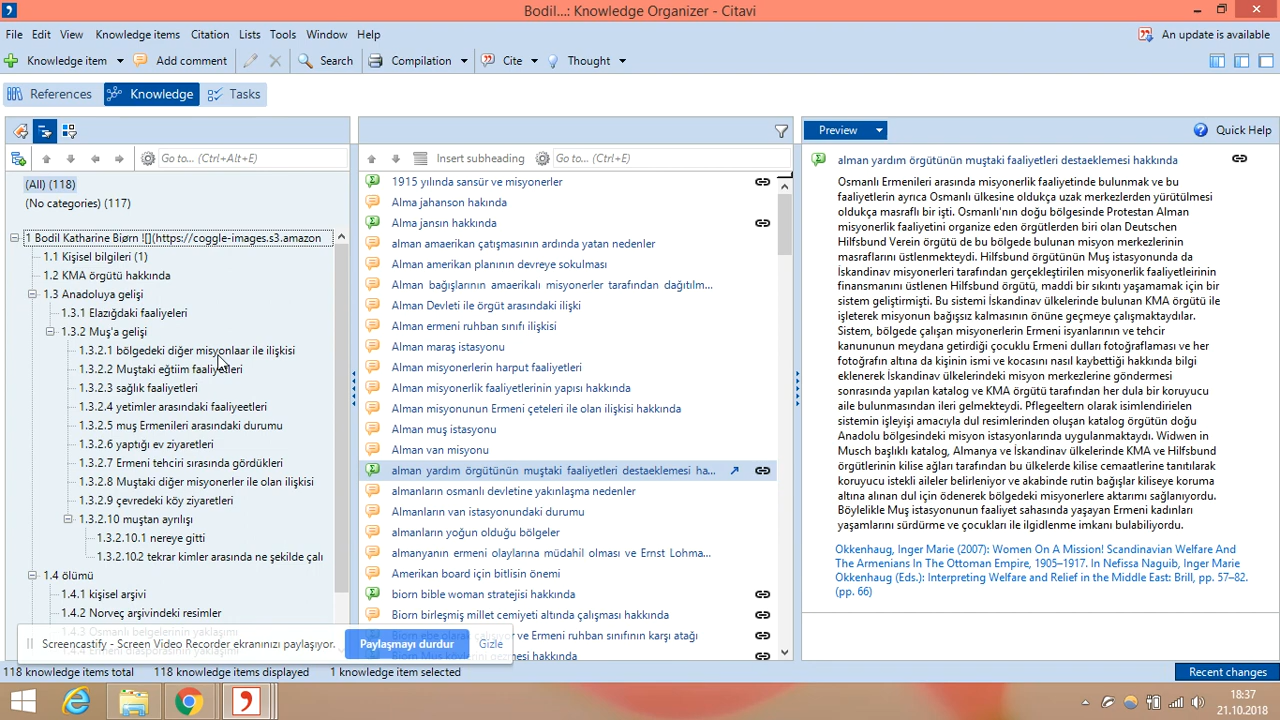 Bodil...: Knowledge Organizer - Citavi
File Edit View Knowledge items Citation Lists Tools Window Help
An update is available
Knowledge item Add comment Search Compilation Cite Thought
References Knowledge Tasks
Preview
Quick Help
Go to... (Ctrl+Alt+E)
Insert subheading Go to... (Ctrl+E)
(All) (118)
(No categories) (117)
1 Bodil Katharine Biørn ![](https://coggle-images.s3.amazon
1.1 Kişisel bilgileri (1)
1.2 KMA örgütü hakkında
1.3 Anadoluya gelişi
1.3.1 Elazığdaki faaliyeleri
1.3.2 Muş'a gelişi
1.3.2.1 bölgedeki diğer misyonlaar ile ilişkisi
1.3.2.2 Muştaki eğtiim faaliyetleri
1.3.2.3 sağlık faaliyetleri
1.3.2.4 yetimler arasındaki faaliyeetleri
1.3.2.5 muş Ermenileri arasındaki durumu
1.3.2.6 yaptığı ev ziyaretleri
1.3.2.7 Ermeni tehciri sırasında gördükleri
1.3.2.8 Muştaki diğer misyonerler ile olan ilişkisi
1.3.2.9 çevredeki köy ziyaretleri
1.3.2.10 muştan ayrılışı
1.3.2.10.1 nereye gitti
1.3.2.10.2 tekrar kimler arasında ne şekilde çalı
1.4 ölümü
1.4.1 kişisel arşivi
1.4.2 Norveç arşivindeki resimler
1.4.3 Osmanlı belgelerinin yaklaşımı
1915 yılında sansür ve misyonerler
Alma jahanson hakında
Alma jansın hakkında
alman amaerikan çatışmasının ardında yatan nedenler
Alman amerikan planının devreye sokulması
Alman bağışlarının amaerikalı misyonerler tarafından dağıtılm...
Alman Devleti ile örgüt arasındaki ilişki
Alman ermeni ruhban sınıfı ilişkisi
Alman maraş istasyonu
Alman misyonerlerin harput faaliyetleri
Alman misyonerlik faaliyetlerinin yapısı hakkında
Alman misyonunun Ermeni çeteleri ile olan ilişkisi hakkında
Alman muş istasyonu
Alman van misyonu
alman yardım örgütünün muştaki faaliyetleri destaeklemesi ha...
almanların osmanlı devletine yakınlaşma nedenler
Almanların van istasyonundaki durumu
almanların yoğun olduğu bölgeler
almanyanın ermeni olaylarına müdahil olması ve Ernst Lohma...
Amerikan board için bitlisin önemi
biorn bible woman stratejisi hakkında
Biorn birleşmiş millet cemiyeti altında çalışması hakkında
Biorn ebe olarak çalışıyor ve Ermeni ruhban sınıfının karşı atağı
Biorn Muş köylerini gezmesi hakkında
alman yardım örgütünün muştaki faaliyetleri destaeklemesi hakkında
Osmanlı Ermenileri arasında misyonerlik faaliyetinde bulunmak ve bu
faaliyetlerin ayrıca Osmanlı ülkesine oldukça uzak merkezlerden yürütülmesi
oldukça masraflı bir işti. Osmanlı'nın doğu bölgesinde Protestan Alman
misyonerlik faaliyetini organize eden örgütlerden biri olan Deutschen
Hilfsbund Verein örgütü de bu bölgede bulunan misyon merkezlerinin
masraflarını üstlenmekteydi. Hilfsbund örgütünün Muş istasyonunda da
İskandinav misyonerleri tarafından gerçekleştirilen misyonerlik faaliyetleirinin
finansmanını üstlenen Hilfsbund örgütü, maddi bir sıkıntı yaşamamak için bir
sistem geliştirmişti. Bu sistemi İskandinav ülkelerinde bulunan KMA örgütü ile
işleterek misyonun bağışsız kalmasının önüne geçmeye çalışmaktaydılar.
Sistem, bölgede çalışan misyonerlerin Ermeni isyanlarının ve tehcir
kanununun meydana getirdiği çocuklu Ermeni dulları fotoğraflaması ve her
fotoğrafın altına da kişinin ismi ve kocasını nasıl kaybettiği hakkında bilgi
eklenerek İskandinav ülkelerindeki misyon merkezlerine göndermesi
sonrasında yapılan katalog ve KMA örgütü tarafından her dula bir koruyucu
aile bulunmasından ileri gelmekteydi. Pflegeeltern olarak isimlendirielen
sistemin işleyişi amacıyla dul resimlerinden oluşan katalog örgütün doğu
Anadolu bölgesindeki misyon istasyonlarında uygulanmaktaydı. Widwen in
Musch başlıklı katalog, Almanya ve İskandinav ülkelerinde KMA ve Hilfsbund
örgütlerinin kilise ağları tarafından bu ülkelerde kilise cemaatlerine tanıtılarak
koruyucu istekli aileler belirleniyor ve akabinde rutin bağışlar kiliseye koruma
altına alınan dul için ödenerek bölgedeki misyonerlere aktarımı sağlanıyordu.
Böylelikle Muş istasyonunun faaliyet sahasında yaşayan Ermeni kadınları
yaşamlarını sürdürme ve çocukları ile ilgidlenme imkanı bulabiliyordu.
Okkenhaug, Inger Marie (2007): Women On A Mission! Scandinavian Welfare And
The Armenians In The Ottoman Empire, 1905–1917. In Nefissa Naguib, Inger Marie
Okkenhaug (Eds.): Interpreting Welfare and Relief in the Middle East: Brill, pp. 57–82.
(pp. 66)
Screencastify - Screen Video Recorder ekranınızı paylaşıyor. Paylaşmayı durdur Gizle
118 knowledge items total 118 knowledge items displayed 1 knowledge item selected
Recent changes
18:37
21.10.2018